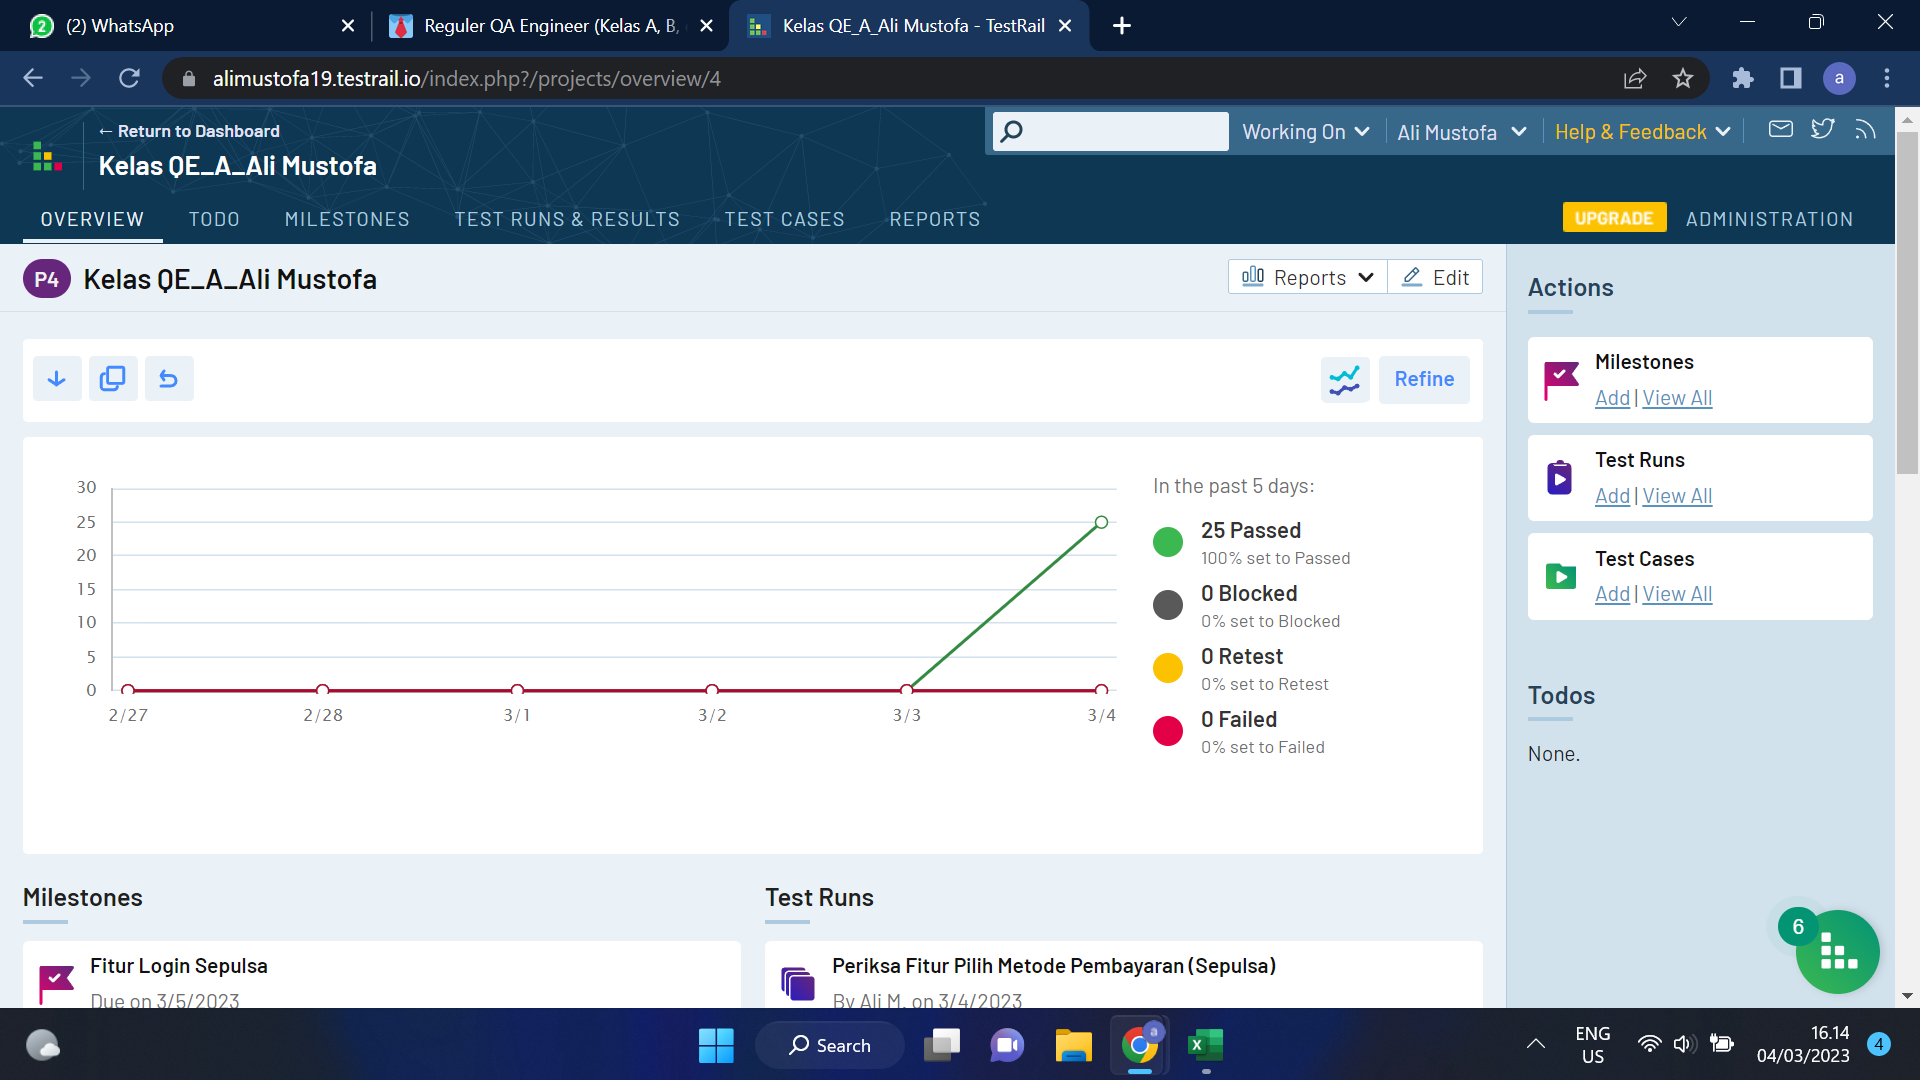 (2) WhatsApp
Reguler QA Engineer (Kelas A, B,
Kelas QE_A_Ali Mustofa - TestRail
alimustofa19.testrail.io/index.php?/projects/overview/4
a
← Return to Dashboard
Kelas QE_A_Ali Mustofa
Working On
Ali Mustofa
Help & Feedback
OVERVIEW
TODO
MILESTONES
TEST RUNS & RESULTS
TEST CASES
REPORTS
UPGRADE
ADMINISTRATION
P4
Kelas QE_A_Ali Mustofa
Reports
Edit
Refine
30
25
20
15
10
5
0
2/27
2/28
3/1
3/2
3/3
3/4
In the past 5 days:
25 Passed
100% set to Passed
0 Blocked
0% set to Blocked
0 Retest
0% set to Retest
0 Failed
0% set to Failed
Actions
Milestones
Add | View All
Test Runs
Add | View All
Test Cases
Add | View All
Todos
None.
Milestones
Fitur Login Sepulsa
Due on 3/5/2023
Test Runs
Periksa Fitur Pilih Metode Pembayaran (Sepulsa)
By Ali M. on 3/4/2023
6
Search
a
ENG
US
16.14
04/03/2023
4